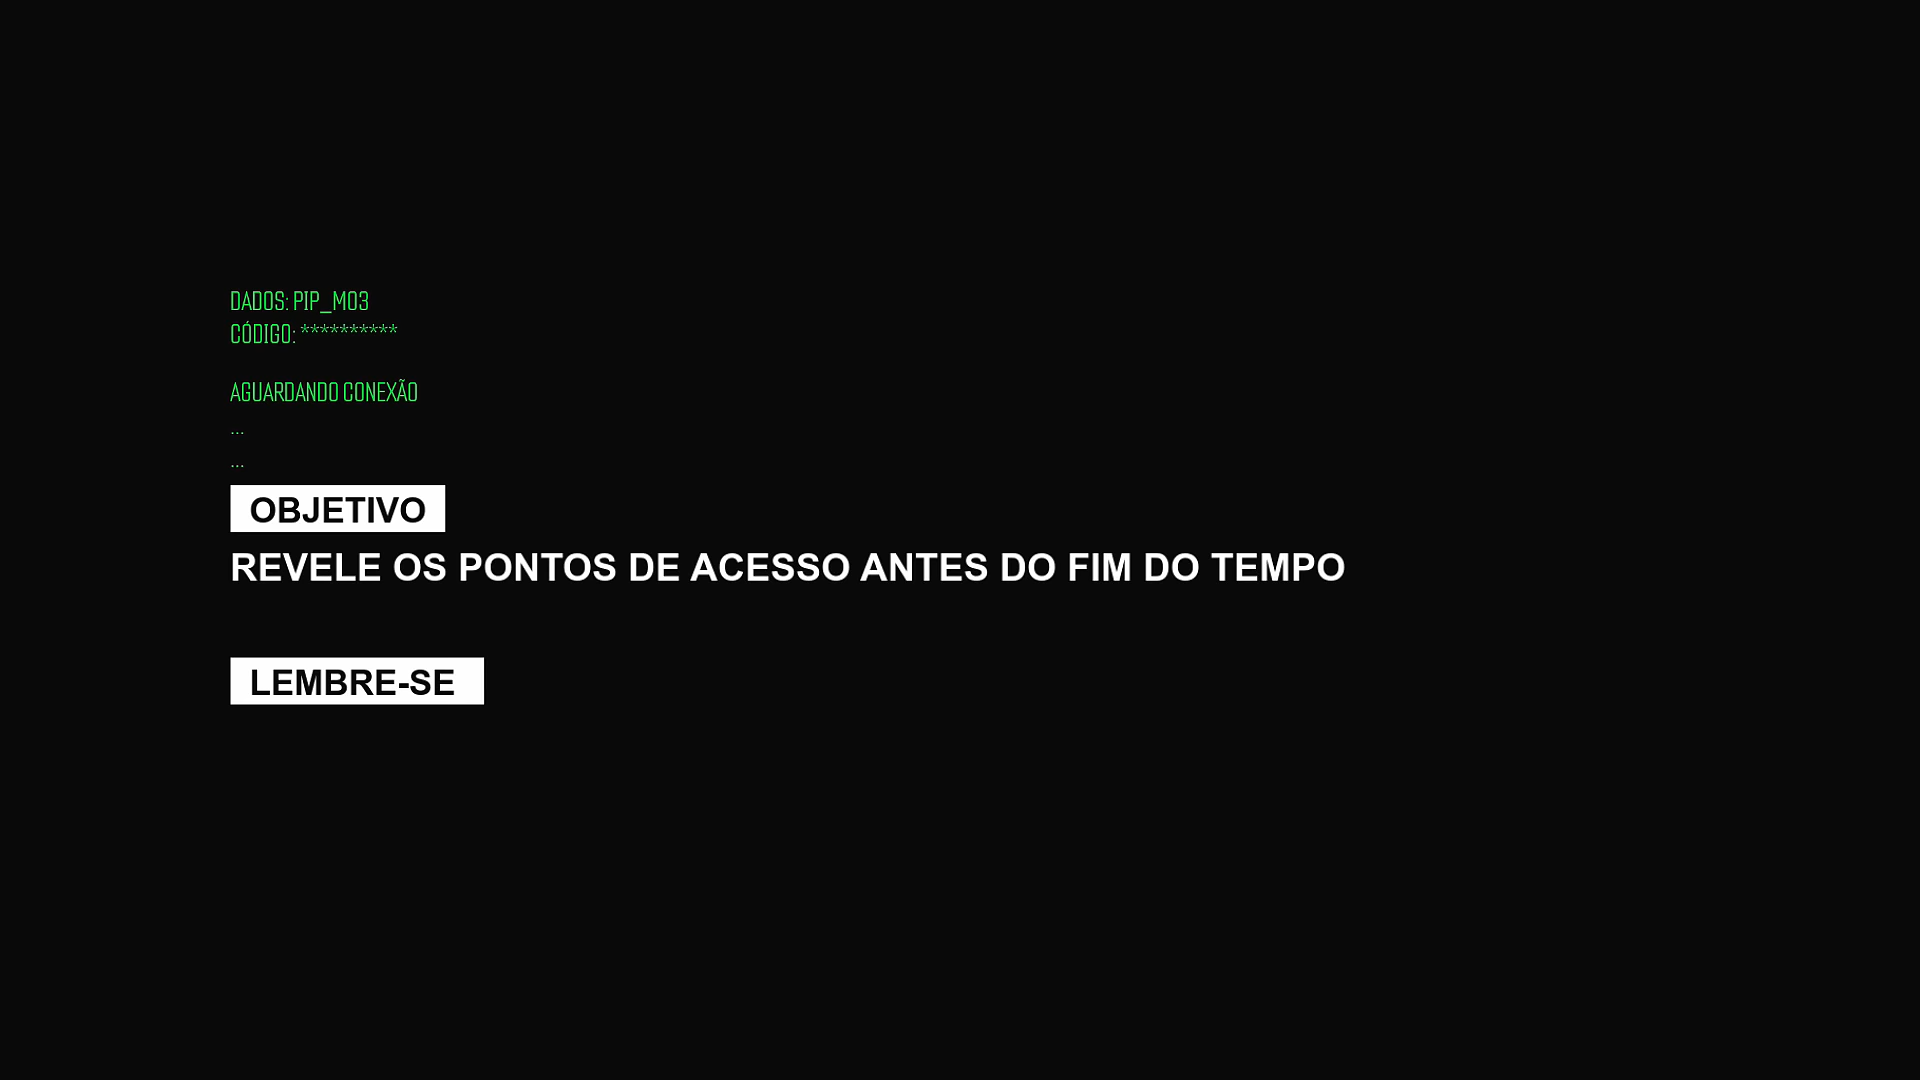 DADOS: PIP_M03
CÓDIGO: **********
AGUARDANDO CONEXÃO
...
...
OBJETIVO
REVELE OS PONTOS DE ACESSO ANTES DO FIM DO TEMPO
LEMBRE-SE